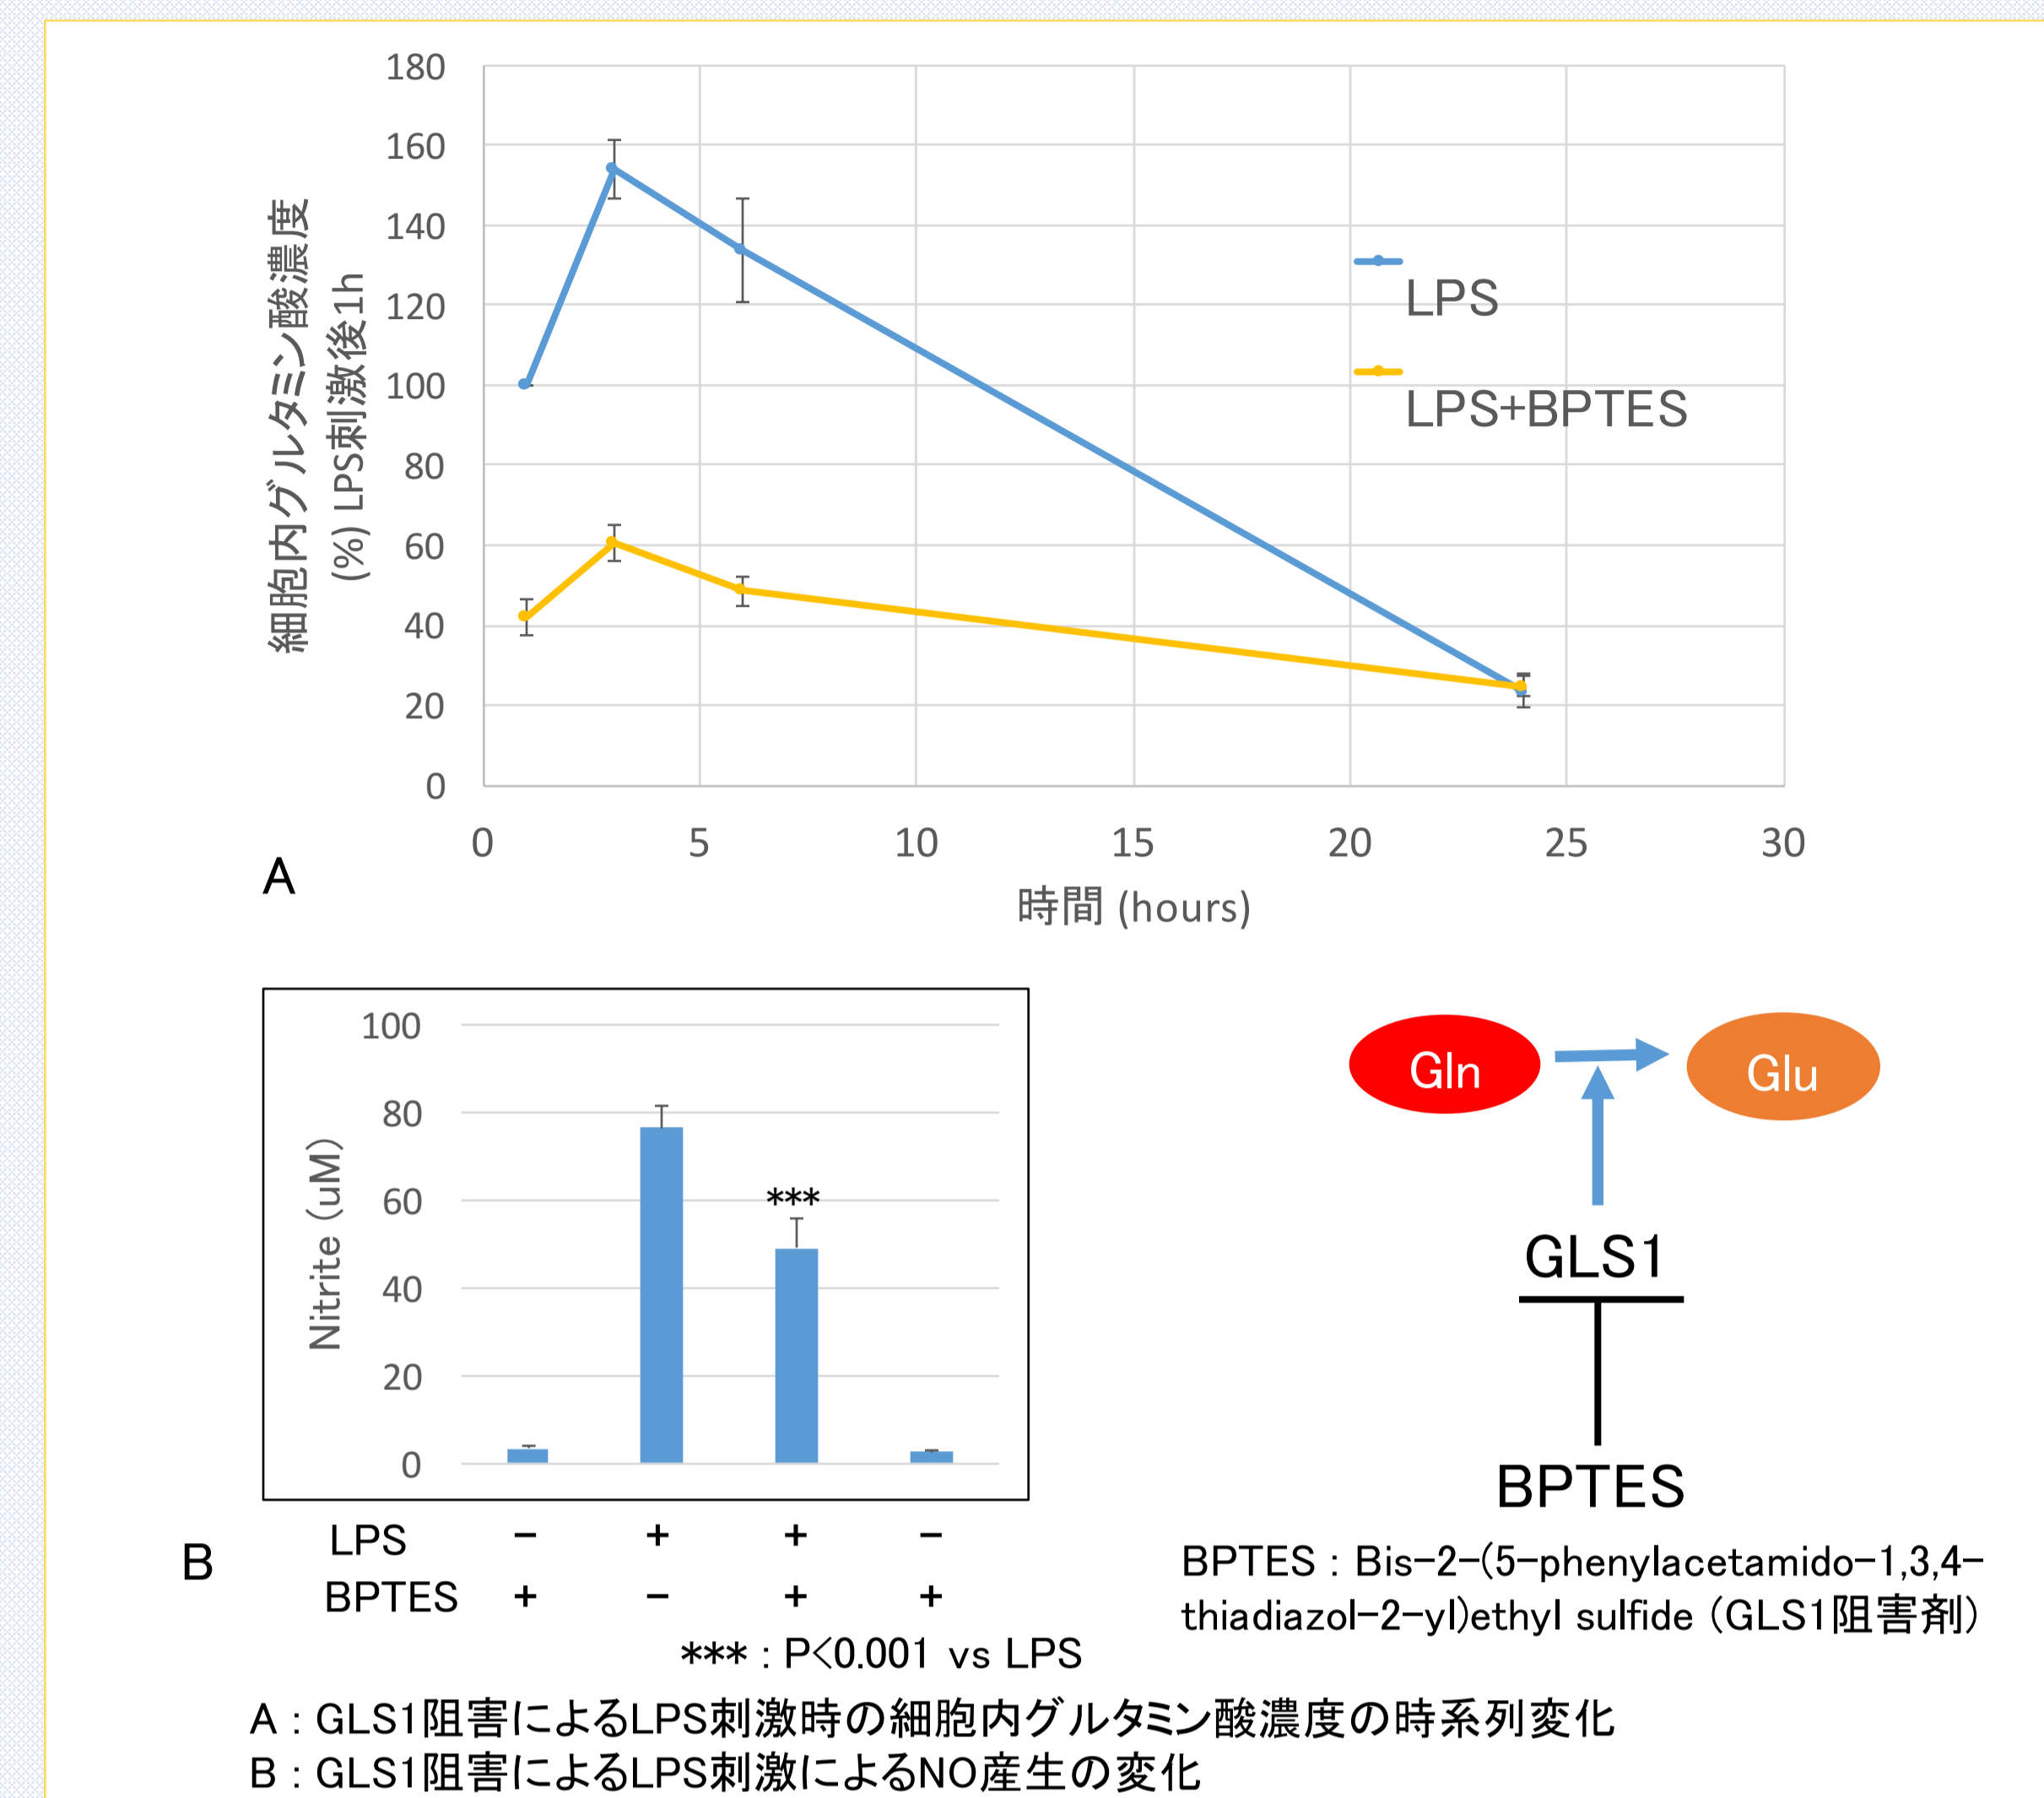 180
160
140
120
100
80
60
40
20
0
細胞内グルタミン酸濃度
(%) LPS刺激後1h
LPS
LPS+BPTES
0 5 10 15 20 25 30
時間 (hours)
A
100
80
60
40
20
0
Nitrite (uM)
***
LPS − + + −
BPTES + − + +
B
*** : P<0.001 vs LPS
Gln
Glu
GLS1
BPTES
BPTES : Bis-2-(5-phenylacetamido-1,3,4-
thiadiazol-2-yl)ethyl sulfide (GLS1阻害剤)
A : GLS1阻害によるLPS刺激時の細胞内グルタミン酸濃度の時系列変化
B : GLS1阻害によるLPS刺激によるNO産生の変化